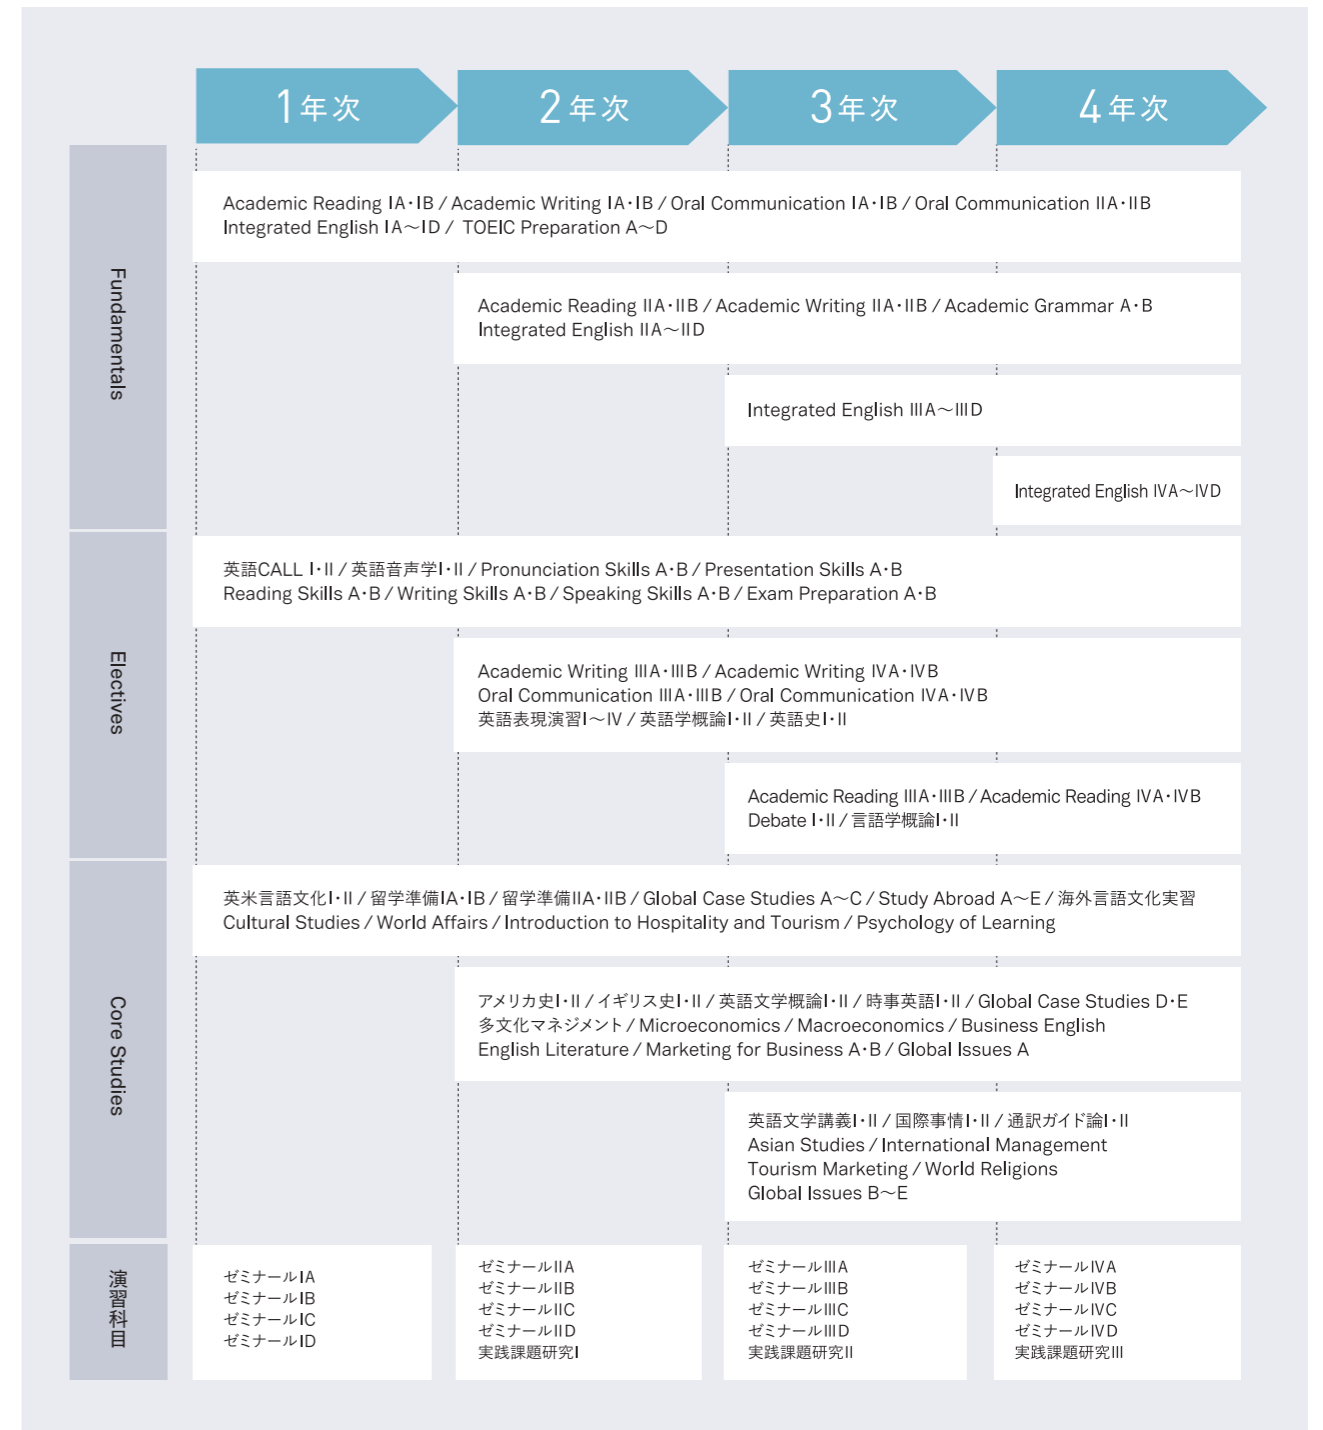 1年次
2年次
3年次
4年次
Fundamentals
Academic Reading IA・IB / Academic Writing IA・IB / Oral Communication IA・IB / Oral Communication IIA・IIB
Integrated English IA〜ID / TOEIC Preparation A〜D
Academic Reading IIA・IIB / Academic Writing IIA・IIB / Academic Grammar A・B
Integrated English IIA〜IID
Integrated English IIIA〜IIID
Integrated English IVA〜IVD
Electives
英語CALL I・II / 英語音声学I・II / Pronunciation Skills A・B / Presentation Skills A・B
Reading Skills A・B / Writing Skills A・B / Speaking Skills A・B / Exam Preparation A・B
Academic Writing IIIA・IIIB / Academic Writing IVA・IVB
Oral Communication IIIA・IIIB / Oral Communication IVA・IVB
英語表現演習I〜IV / 英語学概論I・II / 英語史I・II
Academic Reading IIIA・IIIB / Academic Reading IVA・IVB
Debate I・II / 言語学概論I・II
Core Studies
英米言語文化I・II / 留学準備IA・IB / 留学準備IIA・IIB / Global Case Studies A〜C / Study Abroad A〜E / 海外言語文化実習
Cultural Studies / World Affairs / Introduction to Hospitality and Tourism / Psychology of Learning
アメリカ史I・II / イギリス史I・II / 英語文学概論I・II / 時事英語I・II / Global Case Studies D・E
多文化マネジメント / Microeconomics / Macroeconomics / Business English
English Literature / Marketing for Business A・B / Global Issues A
英語文学講義I・II / 国際事情I・II / 通訳ガイド論I・II
Asian Studies / International Management
Tourism Marketing / World Religions
Global Issues B〜E
演習科目
ゼミナールIA
ゼミナールIB
ゼミナールIC
ゼミナールID
ゼミナールIIA
ゼミナールIIB
ゼミナールIIC
ゼミナールIID
実践課題研究I
ゼミナールIIIA
ゼミナールIIIB
ゼミナールIIIC
ゼミナールIIID
実践課題研究II
ゼミナールIVA
ゼミナールIVB
ゼミナールIVC
ゼミナールIVD
実践課題研究III